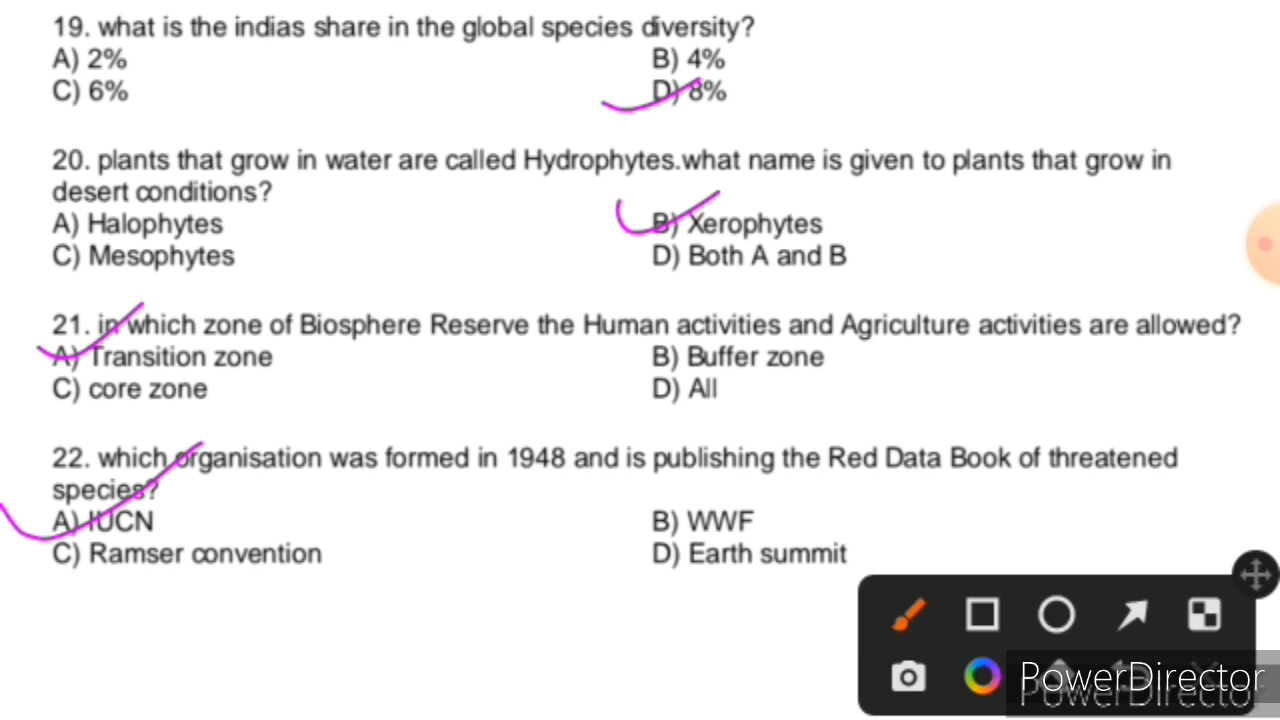 19. what is the indias share in the global species diversity?
A) 2%
B) 4%
C) 6%
D) 8%
20. plants that grow in water are called Hydrophytes.what name is given to plants that grow in
desert conditions?
A) Halophytes
B) Xerophytes
C) Mesophytes
D) Both A and B
21. in which zone of Biosphere Reserve the Human activities and Agriculture activities are allowed?
A) Transition zone
B) Buffer zone
C) core zone
D) All
22. which organisation was formed in 1948 and is publishing the Red Data Book of threatened
species?
A) IUCN
B) WWF
C) Ramser convention
D) Earth summit
PowerDirector